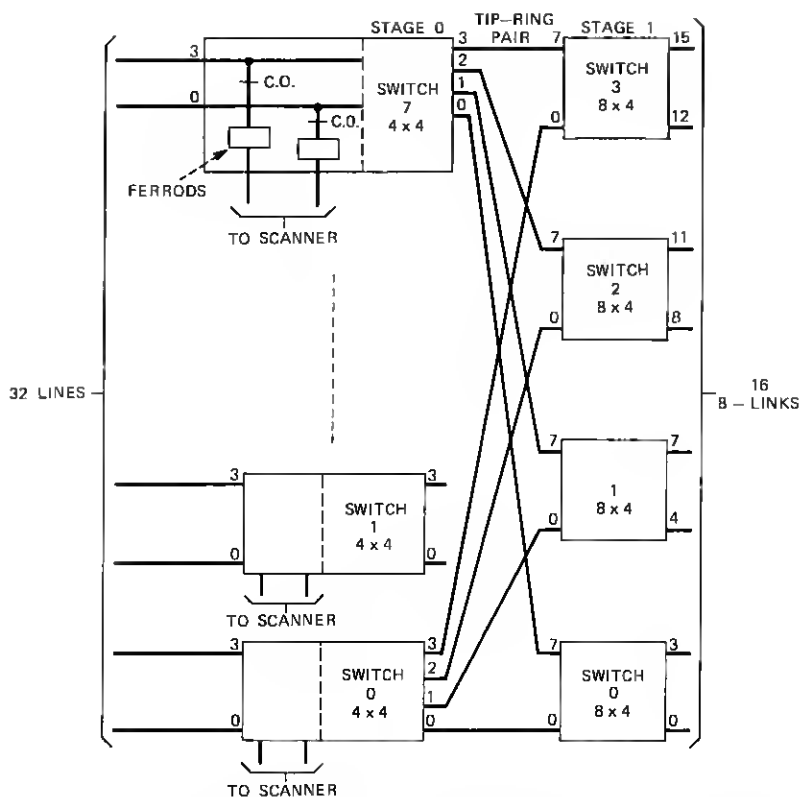 STAGE 0
TIP-RING
PAIR
STAGE 1
3
7
15
3
2
1
0
C.O.
SWITCH
7
4 x 4
SWITCH
3
8 x 4
0
C.O.
0
12
FERRODS
TO SCANNER
7
11
SWITCH
2
8 x 4
0
8
32 LINES
16
B – LINKS
7
7
1
8 x 4
0
4
3
3
SWITCH
1
4 x 4
0
0
TO SCANNER
3
3
2
1
0
SWITCH
0
4 x 4
0
7
3
SWITCH
0
8 x 4
0
0
TO SCANNER